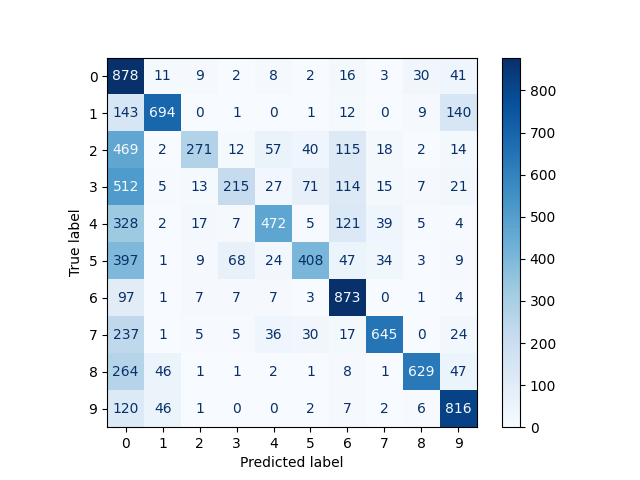 0 878 11 9 2 8 2 16 3 30 41
1 143 694 0 1 0 1 12 0 9 140
2 469 2 271 12 57 40 115 18 2 14
3 512 5 13 215 27 71 114 15 7 21
4 328 2 17 7 472 5 121 39 5 4
5 397 1 9 68 24 408 47 34 3 9
6 97 1 7 7 7 3 873 0 1 4
7 237 1 5 5 36 30 17 645 0 24
8 264 46 1 1 2 1 8 1 629 47
9 120 46 1 0 0 2 7 2 6 816
0 1 2 3 4 5 6 7 8 9
Predicted label
True label
800
700
600
500
400
300
200
100
0